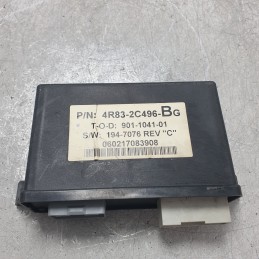 P/N: 4R83-2C496-BG
T-O-D: 901-1041-01
S/W: 194-7076 REV "C"
060217083908